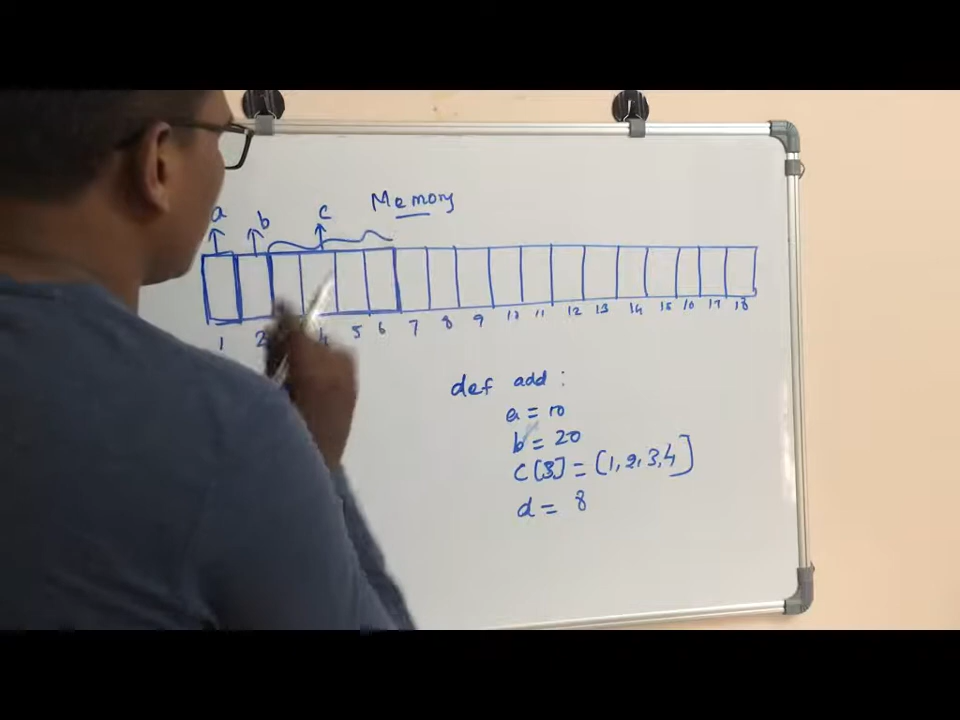 Memory
a b c
1 2 4 5 6 7 8 9 10 11 12 13 14 15 16 17 18
def add :
a = 10
b = 20
c[3] = [1,2,3,4]
d = 8